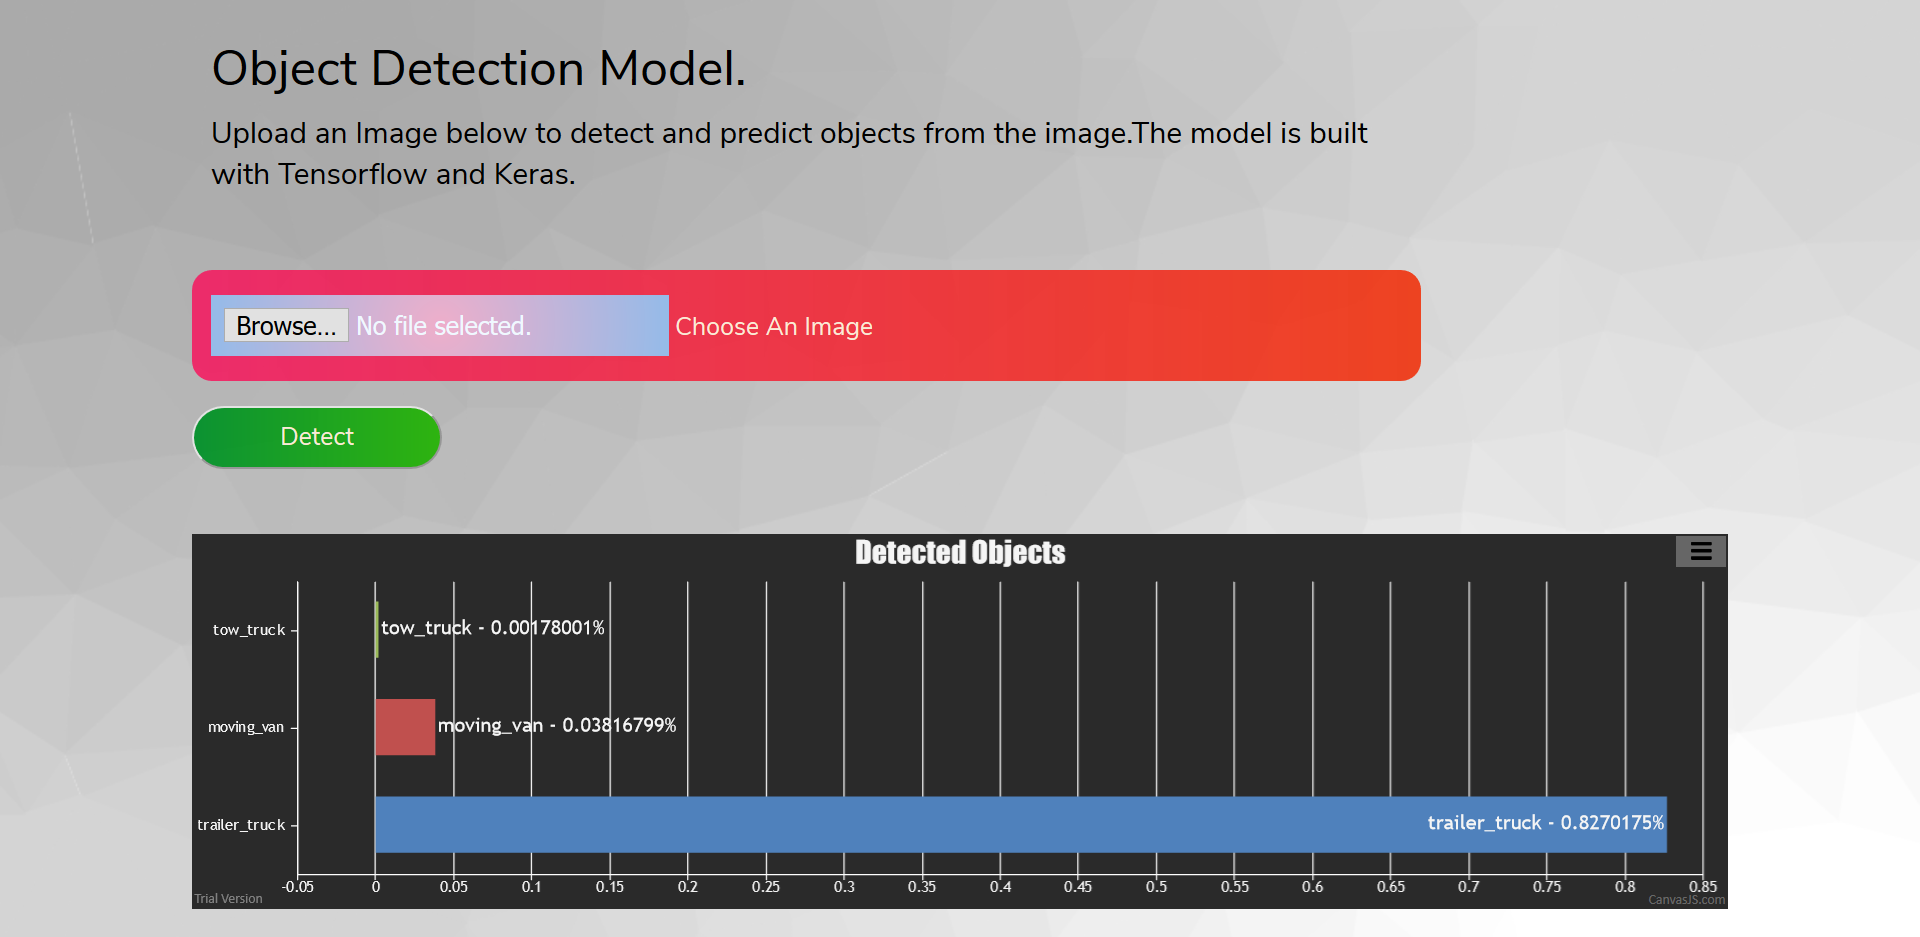 Object Detection Model.
Upload an Image below to detect and predict objects from the image.The model is built
with Tensorflow and Keras.
Browse... No file selected. Choose An Image
Detect
Detected Objects
tow_truck tow_truck - 0.00178001%
moving_van moving_van - 0.03816799%
trailer_truck trailer_truck - 0.8270175%
-0.05 0 0.05 0.1 0.15 0.2 0.25 0.3 0.35 0.4 0.45 0.5 0.55 0.6 0.65 0.7 0.75 0.8 0.85
Trial Version CanvasJS.com